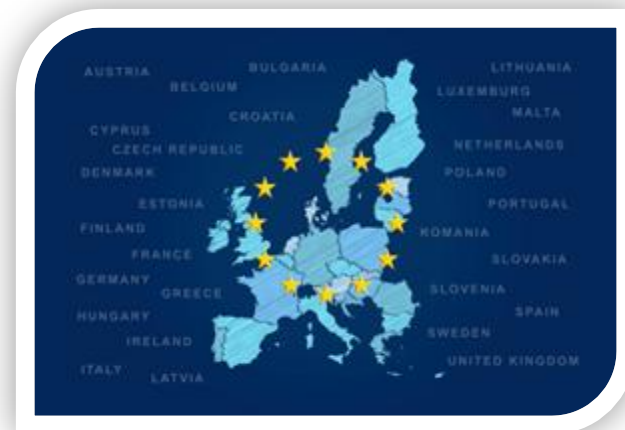 AUSTRIA
BELGIUM
BULGARIA
CROATIA
CYPRUS
CZECH REPUBLIC
DENMARK
ESTONIA
FINLAND
FRANCE
GERMANY
GREECE
HUNGARY
IRELAND
ITALY
LATVIA
LITHUANIA
LUXEMBURG
MALTA
NETHERLANDS
POLAND
PORTUGAL
ROMANIA
SLOVAKIA
SLOVENIA
SPAIN
SWEDEN
UNITED KINGDOM